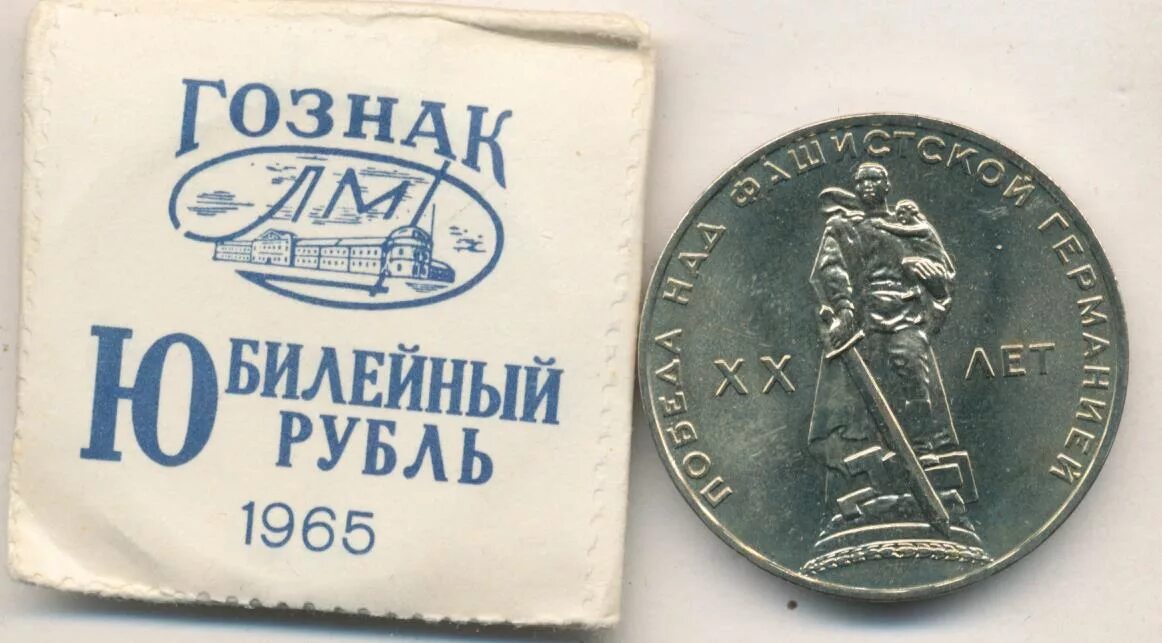 ГОЗНАК
ЛМ
ЮБИЛЕЙНЫЙ
РУБЛЬ
1965
ПОБЕДА НАД ФАШИСТСКОЙ ГЕРМАНИЕЙ
XX ЛЕТ